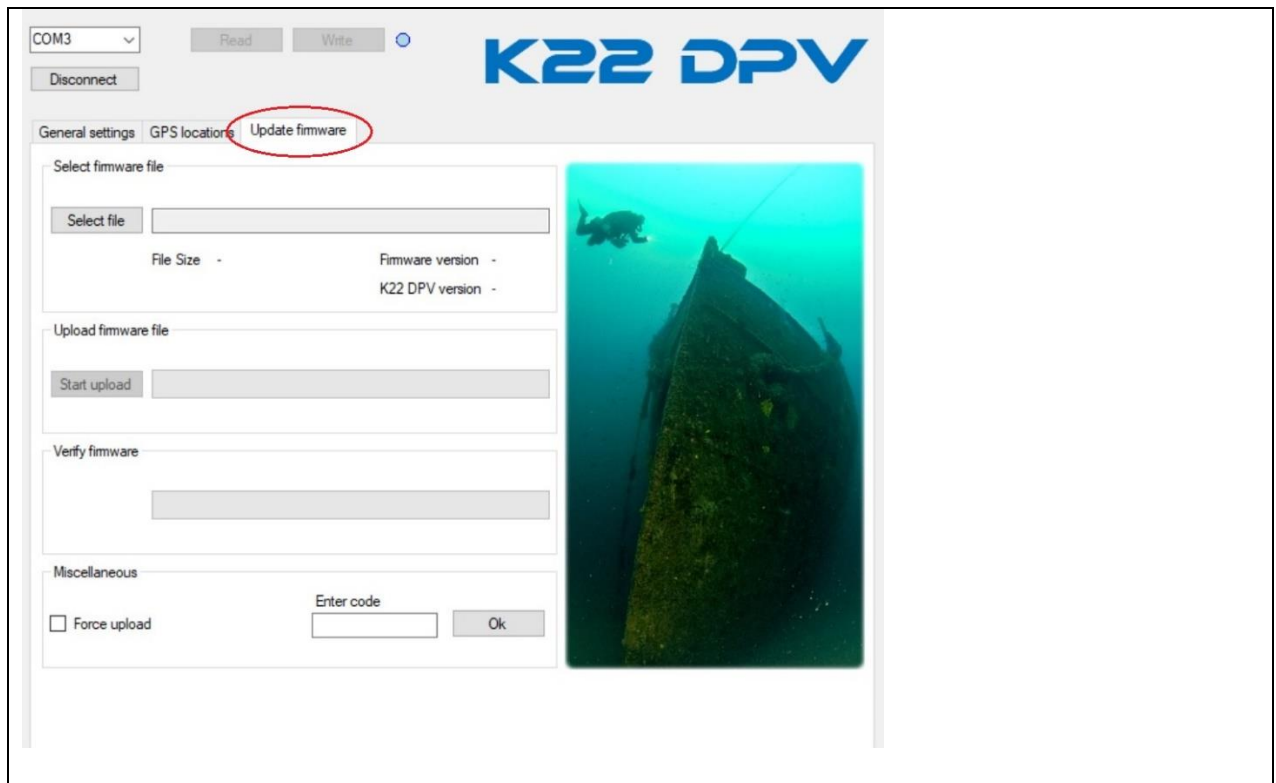 COM3 Read Write
K22 DPV
Disconnect
General settings GPS locations Update firmware
Select firmware file
Select file
File Size - Firmware version -
K22 DPV version -
Upload firmware file
Start upload
Verify firmware
Miscellaneous
Enter code
Force upload Ok